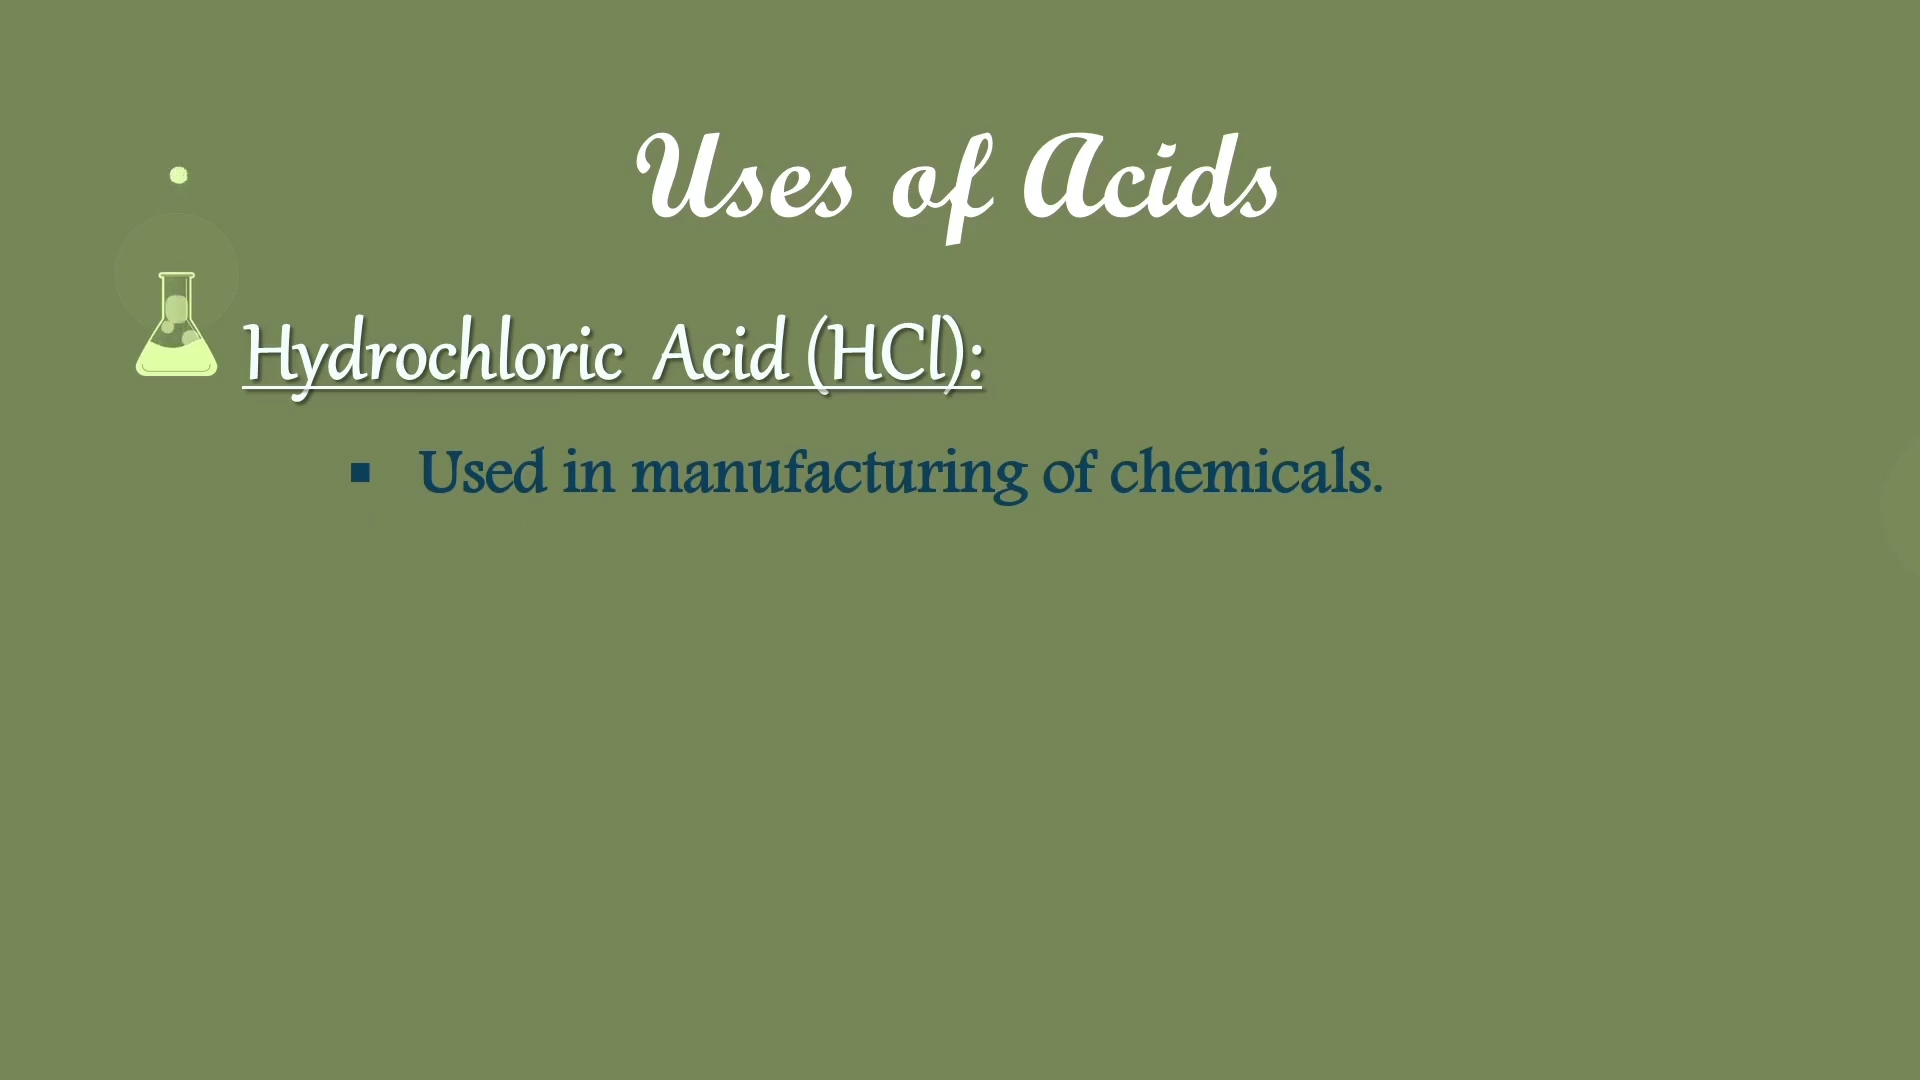 Uses of Acids
Hydrochloric Acid (HCl):
▪ Used in manufacturing of chemicals.